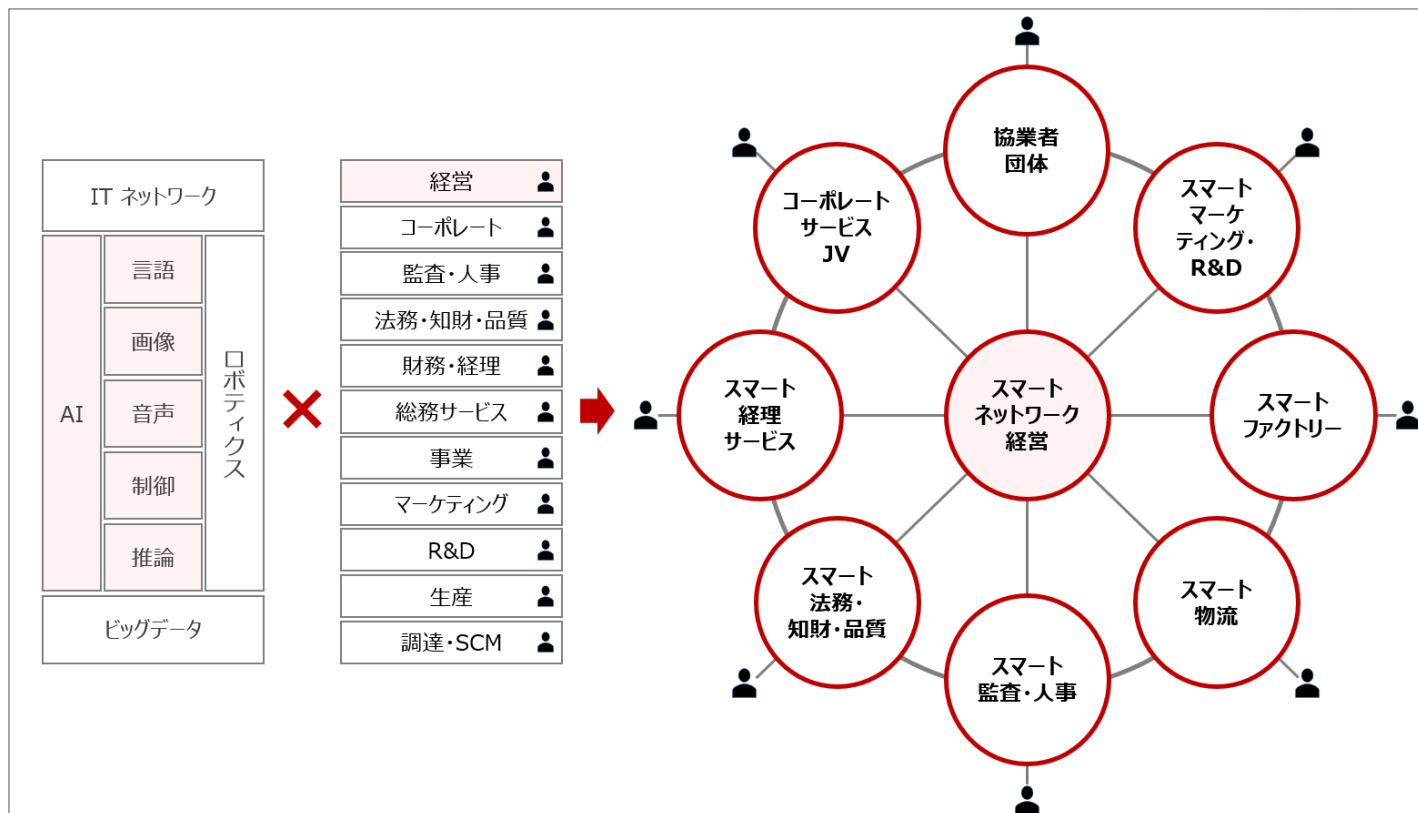 IT ネットワーク
AI
言語
画像
音声
制御
推論
ロボティクス
ビッグデータ
経営
コーポレート
監査・人事
法務・知財・品質
財務・経理
総務サービス
事業
マーケティング
R&D
生産
調達・SCM
協業者
団体
コーポレート
サービス
JV
スマート
マーケ
ティング・
R&D
スマート
経理
サービス
スマート
ネットワーク
経営
スマート
ファクトリー
スマート
法務・
知財・品質
スマート
物流
スマート
監査・人事